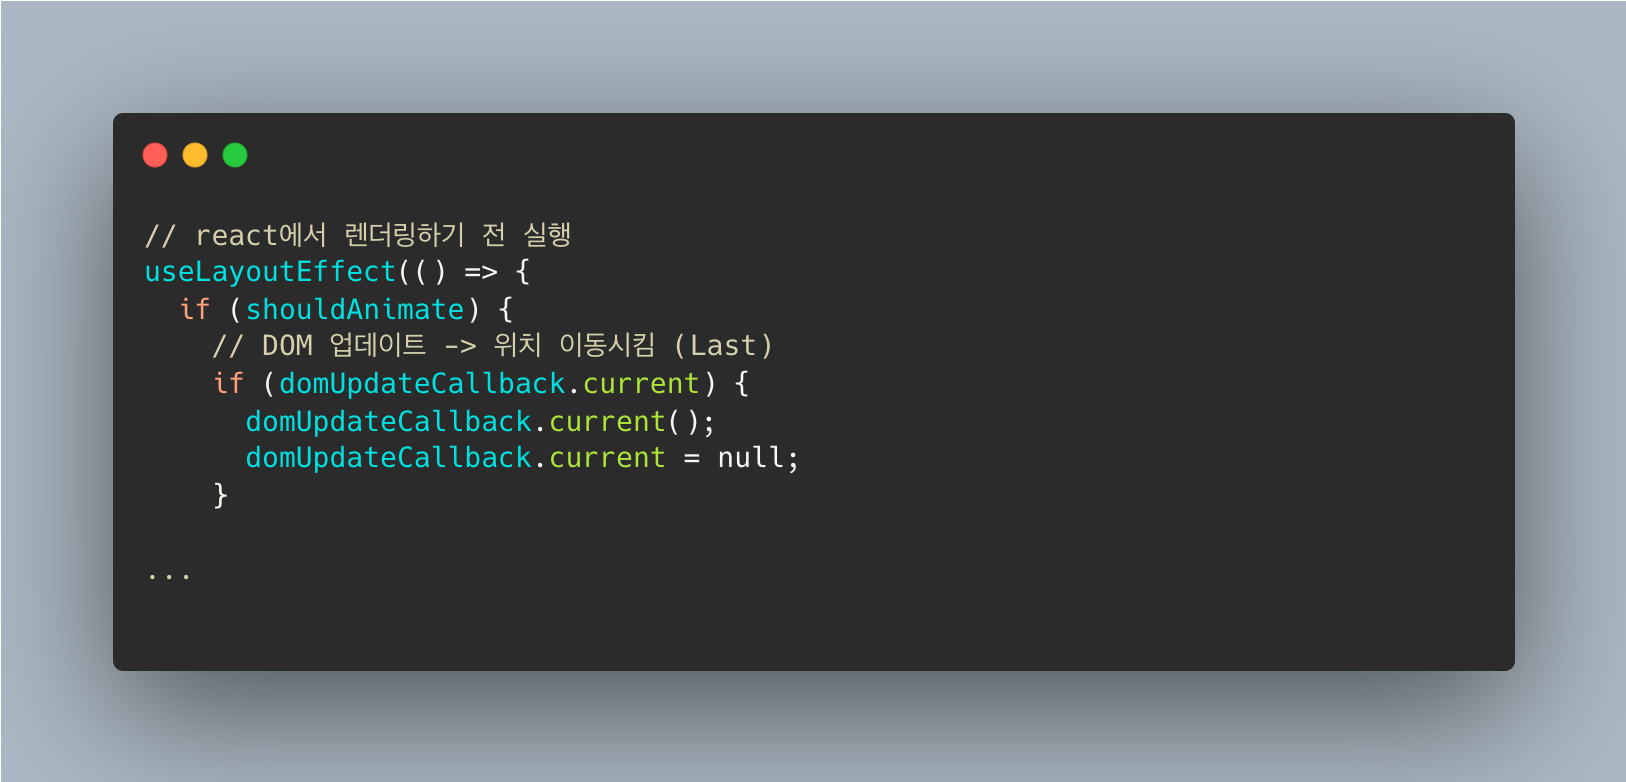 // react에서 렌더링하기 전 실행
useLayoutEffect(() => {
  if (shouldAnimate) {
    // DOM 업데이트 -> 위치 이동시킴 (Last)
    if (domUpdateCallback.current) {
      domUpdateCallback.current();
      domUpdateCallback.current = null;
    }
...